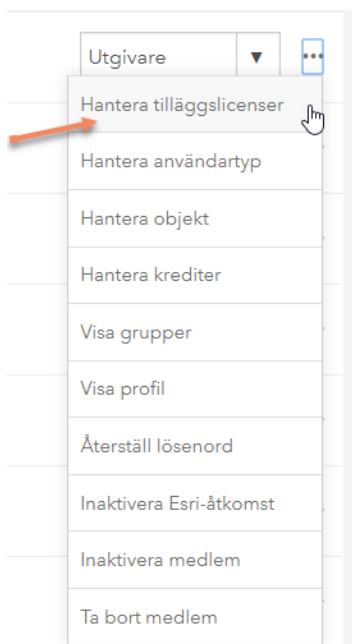 Utgivare
Hantera tilläggslicenser
Hantera användartyp
Hantera objekt
Hantera krediter
Visa grupper
Visa profil
Återställ lösenord
Inaktivera Esri-åtkomst
Inaktivera medlem
Ta bort medlem